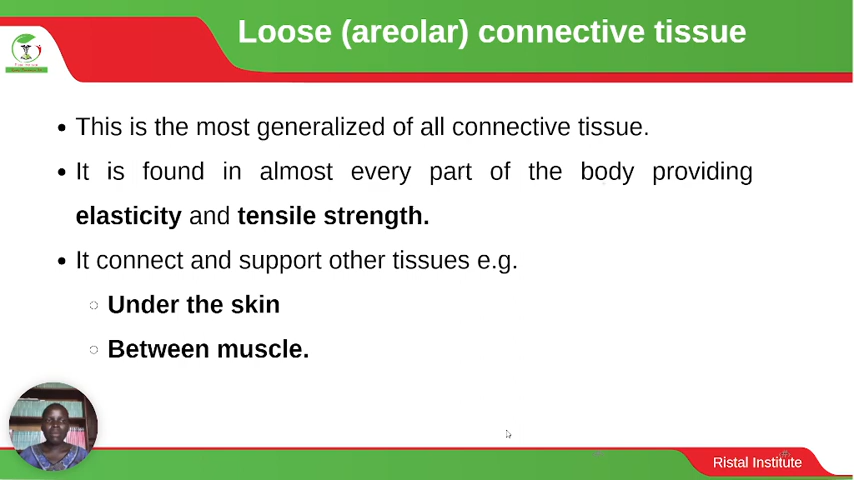 Loose (areolar) connective tissue
This is the most generalized of all connective tissue.
It is found in almost every part of the body providing
elasticity and tensile strength.
It connect and support other tissues e.g.
Under the skin
Between muscle.
Ristal Institute